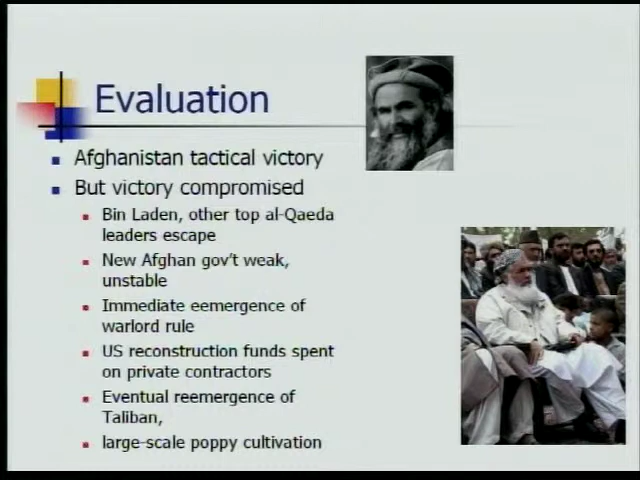 Evaluation
Afghanistan tactical victory
But victory compromised
Bin Laden, other top al-Qaeda
leaders escape
New Afghan gov't weak,
unstable
Immediate eemergence of
warlord rule
US reconstruction funds spent
on private contractors
Eventual reemergence of
Taliban,
large-scale poppy cultivation